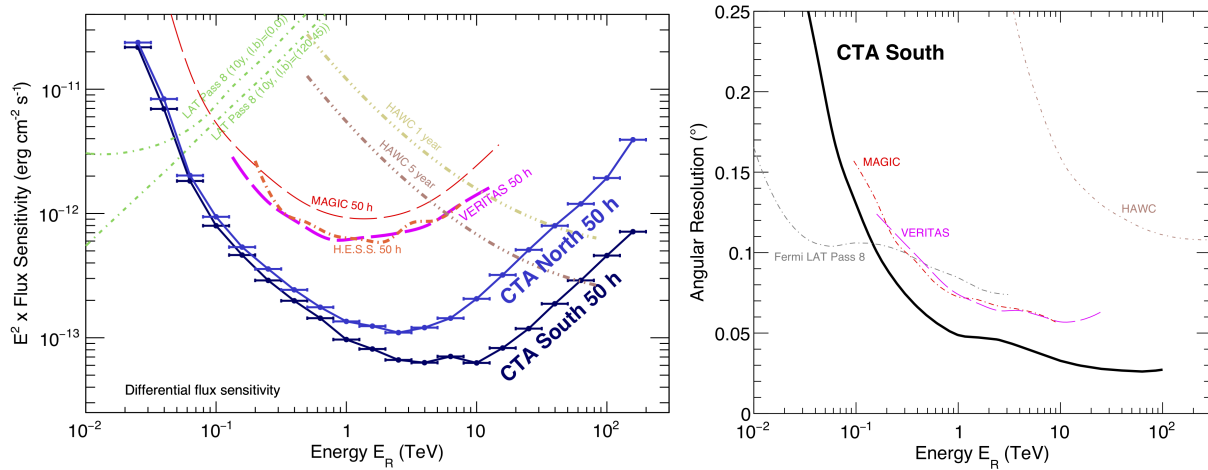 E² x Flux Sensitivity (erg cm⁻² s⁻¹)
10⁻¹¹
10⁻¹²
10⁻¹³
LAT Pass 8 (10y, (l,b)=(0,0))
LAT Pass 8 (10y, (l,b)=(120,45))
HAWC 1 year
HAWC 5 year
MAGIC 50 h
VERITAS 50 h
H.E.S.S. 50 h
CTA North 50 h
CTA South 50 h
Differential flux sensitivity
10⁻² 10⁻¹ 1 10 10²
Energy E_R (TeV)
Angular Resolution (°)
0.25
0.2
0.15
0.1
0.05
0
CTA South
MAGIC
VERITAS
Fermi LAT Pass 8
HAWC
10⁻² 10⁻¹ 1 10 10²
Energy E_R (TeV)